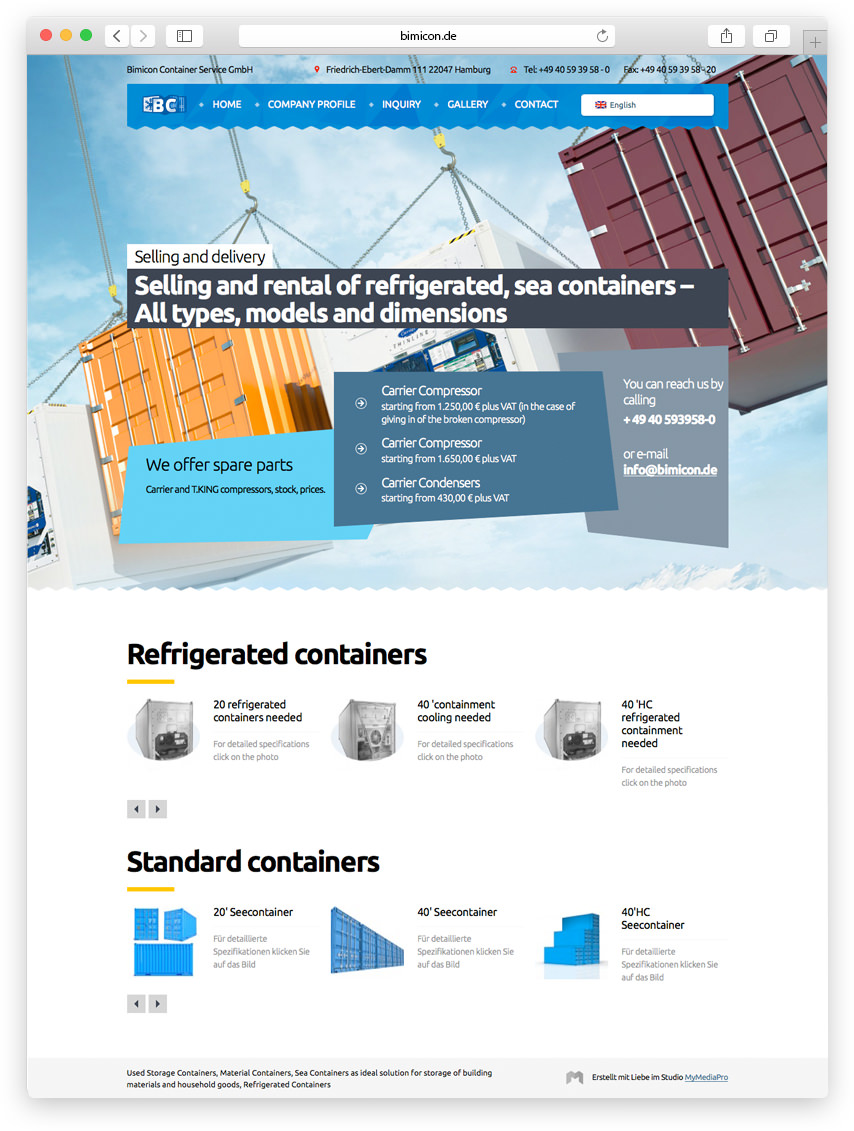 bimicon.de
Bimicon Container Service GmbH
Friedrich-Ebert-Damm 111 22047 Hamburg
Tel: +49 40 59 39 58 - 0
Fax: +49 40 59 39 58 - 20
BC
HOME
COMPANY PROFILE
INQUIRY
GALLERY
CONTACT
English
Selling and delivery
Selling and rental of refrigerated, sea containers –
All types, models and dimensions
Carrier
THINLINE
We offer spare parts
Carrier and T.KING compressors, stock, prices.
Carrier Compressor
starting from 1.250,00 € plus VAT (in the case of
giving in of the broken compressor)
Carrier Compressor
starting from 1.650,00 € plus VAT
Carrier Condensers
starting from 430,00 € plus VAT
You can reach us by
calling
+ 49 40 593958-0
or e-mail
info@bimicon.de
Refrigerated containers
20 refrigerated
containers needed
For detailed specifications
click on the photo
40 'containment
cooling needed
For detailed specifications
click on the photo
40 'HC
refrigerated
containment
needed
For detailed specifications
click on the photo
Standard containers
20' Seecontainer
Für detaillierte
Spezifikationen klicken Sie
auf das Bild
40' Seecontainer
Für detaillierte
Spezifikationen klicken Sie
auf das Bild
40'HC
Seecontainer
Für detaillierte
Spezifikationen klicken Sie
auf das Bild
Used Storage Containers, Material Containers, Sea Containers as ideal solution for storage of building
materials and household goods, Refrigerated Containers
Erstellt mit Liebe im Studio MyMediaPro